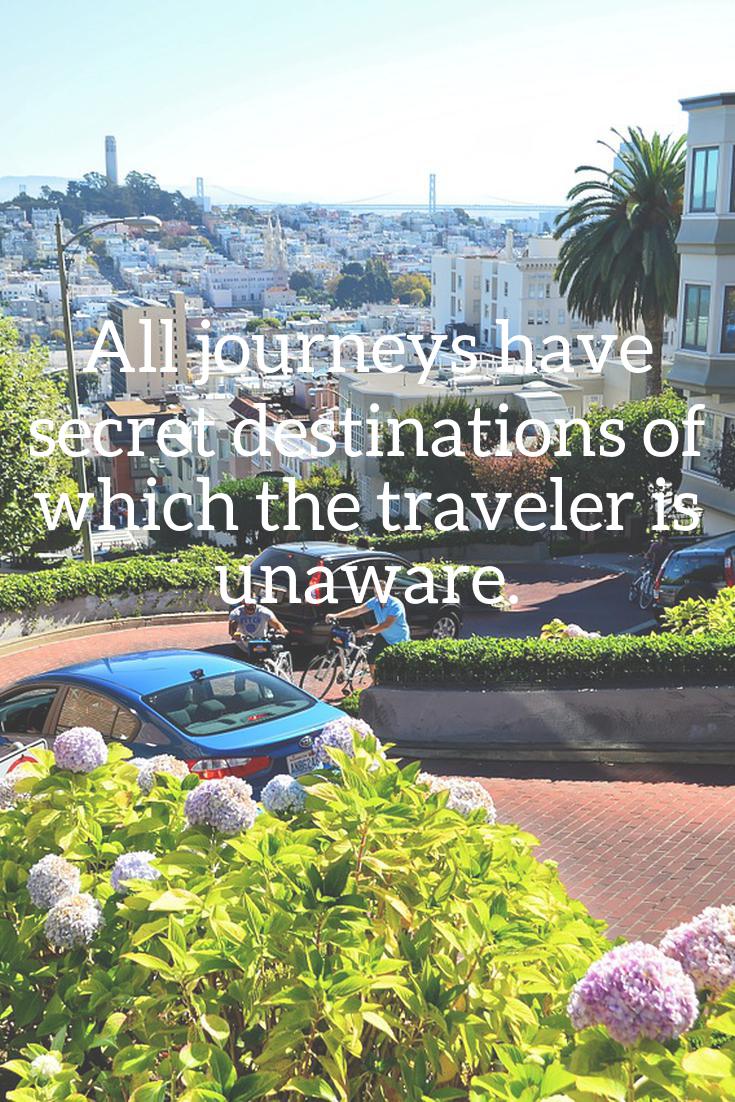 All journeys have
secret destinations of
which the traveler is
unaware.